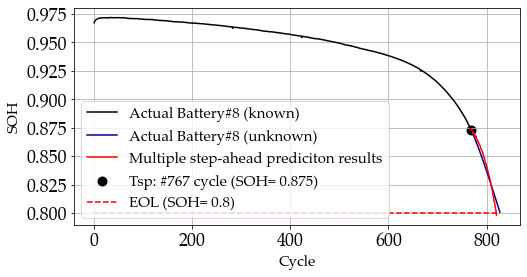 0.975
0.950
0.925
0.900
0.875
0.850
0.825
0.800
SOH
Actual Battery#8 (known)
Actual Battery#8 (unknown)
Multiple step-ahead prediciton results
Tsp: #767 cycle (SOH= 0.875)
EOL (SOH= 0.8)
0 200 400 600 800
Cycle